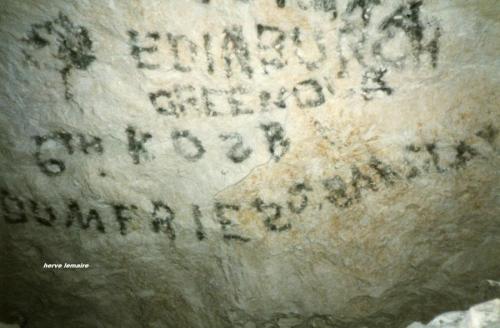 EDINBURGH
GREENOCK
6TH. KOSB
DUMFRIES
herve lemaire